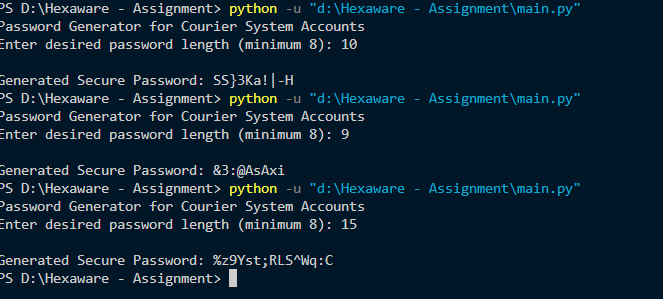 PS D:\Hexaware - Assignment> python -u "d:\Hexaware - Assignment\main.py"
Password Generator for Courier System Accounts
Enter desired password length (minimum 8): 10
Generated Secure Password: SS}3Ka!|-H
PS D:\Hexaware - Assignment> python -u "d:\Hexaware - Assignment\main.py"
Password Generator for Courier System Accounts
Enter desired password length (minimum 8): 9
Generated Secure Password: &3:@AsAxi
PS D:\Hexaware - Assignment> python -u "d:\Hexaware - Assignment\main.py"
Password Generator for Courier System Accounts
Enter desired password length (minimum 8): 15
Generated Secure Password: %z9Yst;RLS^Wq:C
PS D:\Hexaware - Assignment>